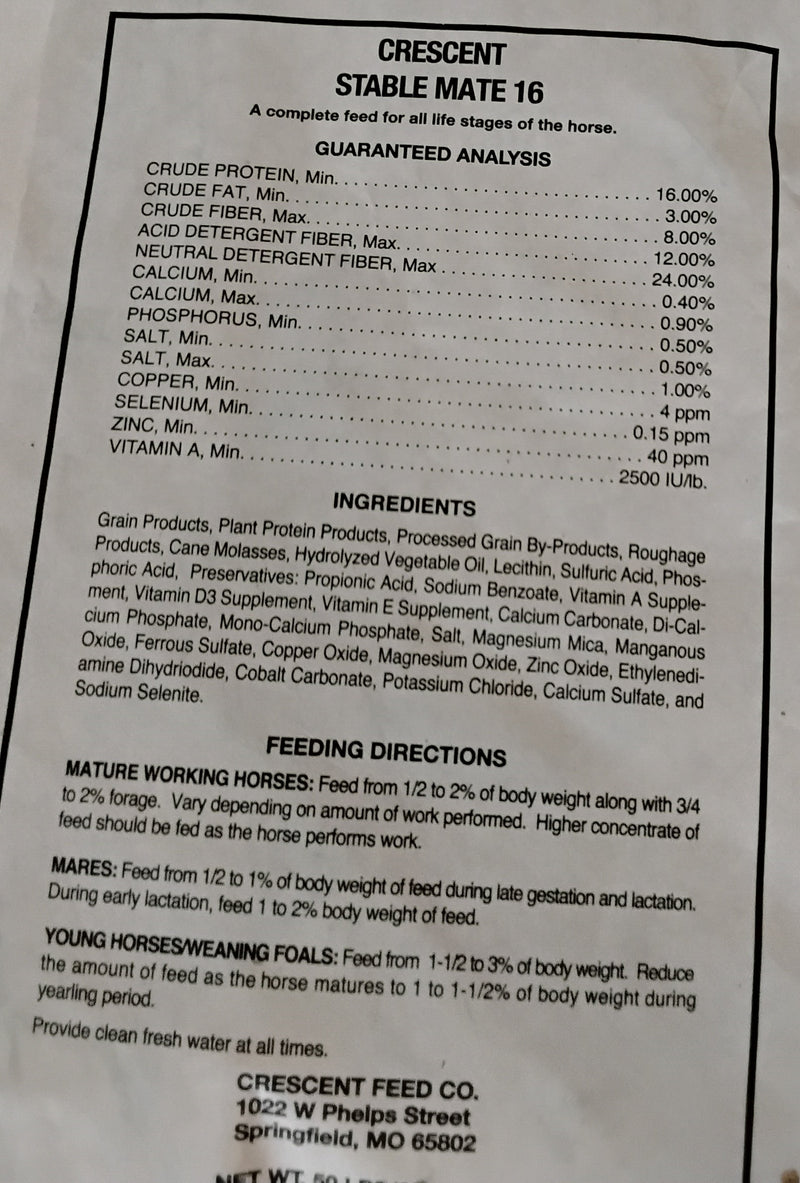 CRESCENT
STABLE MATE 16
A complete feed for all life stages of the horse.
GUARANTEED ANALYSIS
CRUDE PROTEIN, Min. . . . . . . . . . . . . . . . . . . . . . . . . . . . . 16.00%
CRUDE FAT, Min. . . . . . . . . . . . . . . . . . . . . . . . . . . . . . . . . 3.00%
CRUDE FIBER, Max. . . . . . . . . . . . . . . . . . . . . . . . . . . . . . . 8.00%
ACID DETERGENT FIBER, Max. . . . . . . . . . . . . . . . . . . . . . . 12.00%
NEUTRAL DETERGENT FIBER, Max . . . . . . . . . . . . . . . . . . . 24.00%
CALCIUM, Min. . . . . . . . . . . . . . . . . . . . . . . . . . . . . . . . . . 0.40%
CALCIUM, Max. . . . . . . . . . . . . . . . . . . . . . . . . . . . . . . . . . 0.90%
PHOSPHORUS, Min. . . . . . . . . . . . . . . . . . . . . . . . . . . . . . 0.50%
SALT, Min. . . . . . . . . . . . . . . . . . . . . . . . . . . . . . . . . . . . . 0.50%
SALT, Max. . . . . . . . . . . . . . . . . . . . . . . . . . . . . . . . . . . . . 1.00%
COPPER, Min. . . . . . . . . . . . . . . . . . . . . . . . . . . . . . . . . . . 4 ppm
SELENIUM, Min. . . . . . . . . . . . . . . . . . . . . . . . . . . . . . . 0.15 ppm
ZINC, Min. . . . . . . . . . . . . . . . . . . . . . . . . . . . . . . . . . . . . 40 ppm
VITAMIN A, Min. . . . . . . . . . . . . . . . . . . . . . . . . . . . . . 2500 IU/lb.
INGREDIENTS
Grain Products, Plant Protein Products, Processed Grain By-Products, Roughage
Products, Cane Molasses, Hydrolyzed Vegetable Oil, Lecithin, Sulfuric Acid, Phos-
phoric Acid, Preservatives: Propionic Acid, Sodium Benzoate, Vitamin A Supple-
ment, Vitamin D3 Supplement, Vitamin E Supplement, Calcium Carbonate, Di-Cal-
cium Phosphate, Mono-Calcium Phosphate, Salt, Magnesium Mica, Manganous
Oxide, Ferrous Sulfate, Copper Oxide, Magnesium Oxide, Zinc Oxide, Ethylenedi-
amine Dihydriodide, Cobalt Carbonate, Potassium Chloride, Calcium Sulfate, and
Sodium Selenite.
FEEDING DIRECTIONS
MATURE WORKING HORSES: Feed from 1/2 to 2% of body weight along with 3/4
to 2% forage. Vary depending on amount of work performed. Higher concentrate of
feed should be fed as the horse performs work.
MARES: Feed from 1/2 to 1% of body weight of feed during late gestation and lactation.
During early lactation, feed 1 to 2% body weight of feed.
YOUNG HORSES/WEANING FOALS: Feed from 1-1/2 to 3% of body weight. Reduce
the amount of feed as the horse matures to 1 to 1-1/2% of body weight during
yearling period.
Provide clean fresh water at all times.
CRESCENT FEED CO.
1022 W Phelps Street
Springfield, MO 65802
NET WT. 50